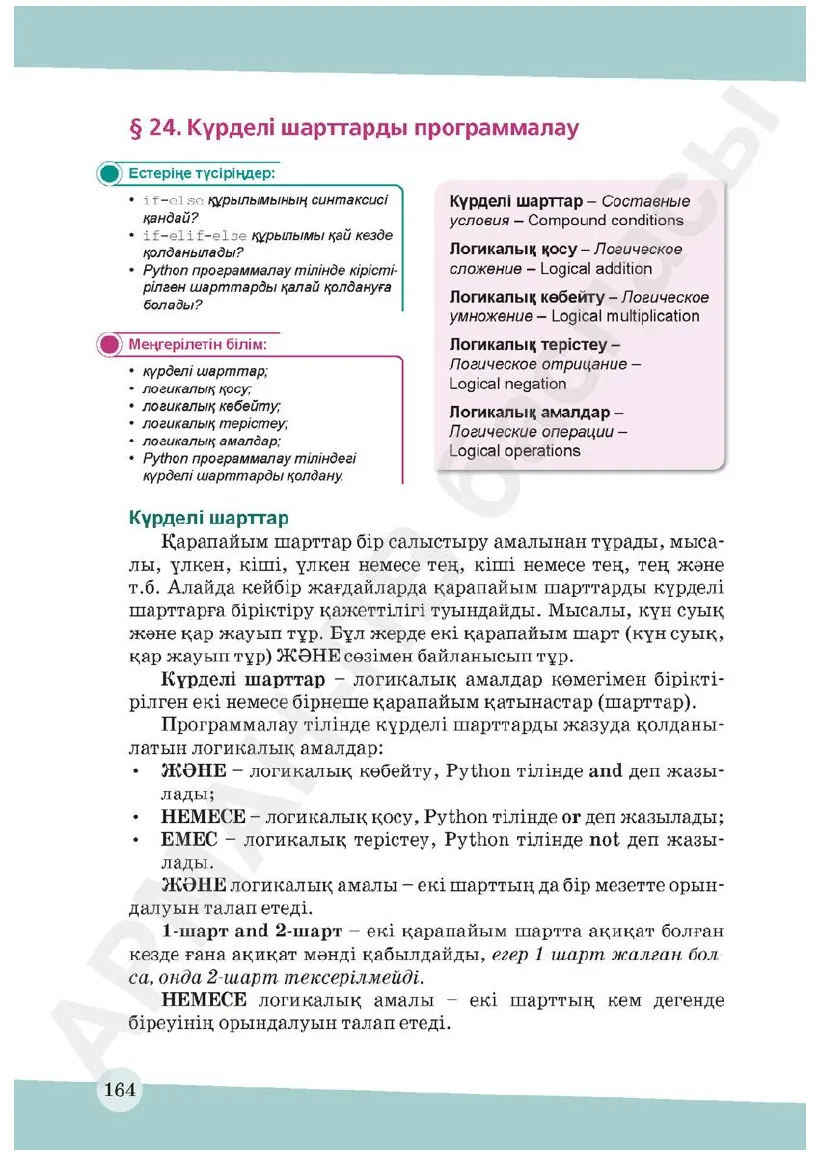 § 24. Күрделі шарттарды программалау
Естеріңе түсіріңдер:
• if-else құрылымының синтаксисі
қандай?
• if-elif-else құрылымы қай кезде
қолданылады?
• Python программалау тілінде кірісті-
рілген шарттарды қалай қолдануға
болады?
Меңгерілетін білім:
• күрделі шарттар;
• логикалық қосу;
• логикалық көбейту;
• логикалық терістеу;
• логикалық амалдар;
• Python программалау тіліндегі
күрделі шарттарды қолдану.
Күрделі шарттар – Составные
условия – Compound conditions
Логикалық қосу – Логическое
сложение – Logical addition
Логикалық көбейту – Логическое
умножение – Logical multiplication
Логикалық терістеу –
Логическое отрицание –
Logical negation
Логикалық амалдар –
Логические операции –
Logical operations
Күрделі шарттар
Қарапайым шарттар бір салыстыру амалынан тұрады, мыса-
лы, үлкен, кіші, үлкен немесе тең, кіші немесе тең, тең және
т.б. Алайда кейбір жағдайларда қарапайым шарттарды күрделі
шарттарға біріктіру қажеттілігі туындайды. Мысалы, күн суық
және қар жауып тұр. Бұл жерде екі қарапайым шарт (күн суық,
қар жауып тұр) ЖӘНЕ сөзімен байланысып тұр.
Күрделі шарттар – логикалық амалдар көмегімен бірікті-
рілген екі немесе бірнеше қарапайым қатынастар (шарттар).
Программалау тілінде күрделі шарттарды жазуда қолданы-
латын логикалық амалдар:
• ЖӘНЕ – логикалық көбейту, Python тілінде and деп жазы-
лады;
• НЕМЕСЕ – логикалық қосу, Python тілінде or деп жазылады;
• ЕМЕС – логикалық терістеу, Python тілінде not деп жазы-
лады.
ЖӘНЕ логикалық амалы – екі шарттың да бір мезетте орын-
далуын талап етеді.
1-шарт and 2-шарт – екі қарапайым шартта ақиқат болған
кезде ғана ақиқат мәнді қабылдайды, егер 1-шарт жалған бол-
са, онда 2-шарт тексерілмейді.
НЕМЕСЕ логикалық амалы – екі шарттың кем дегенде
біреуінің орындалуын талап етеді.
164
АРМАН-ПВ баспасы